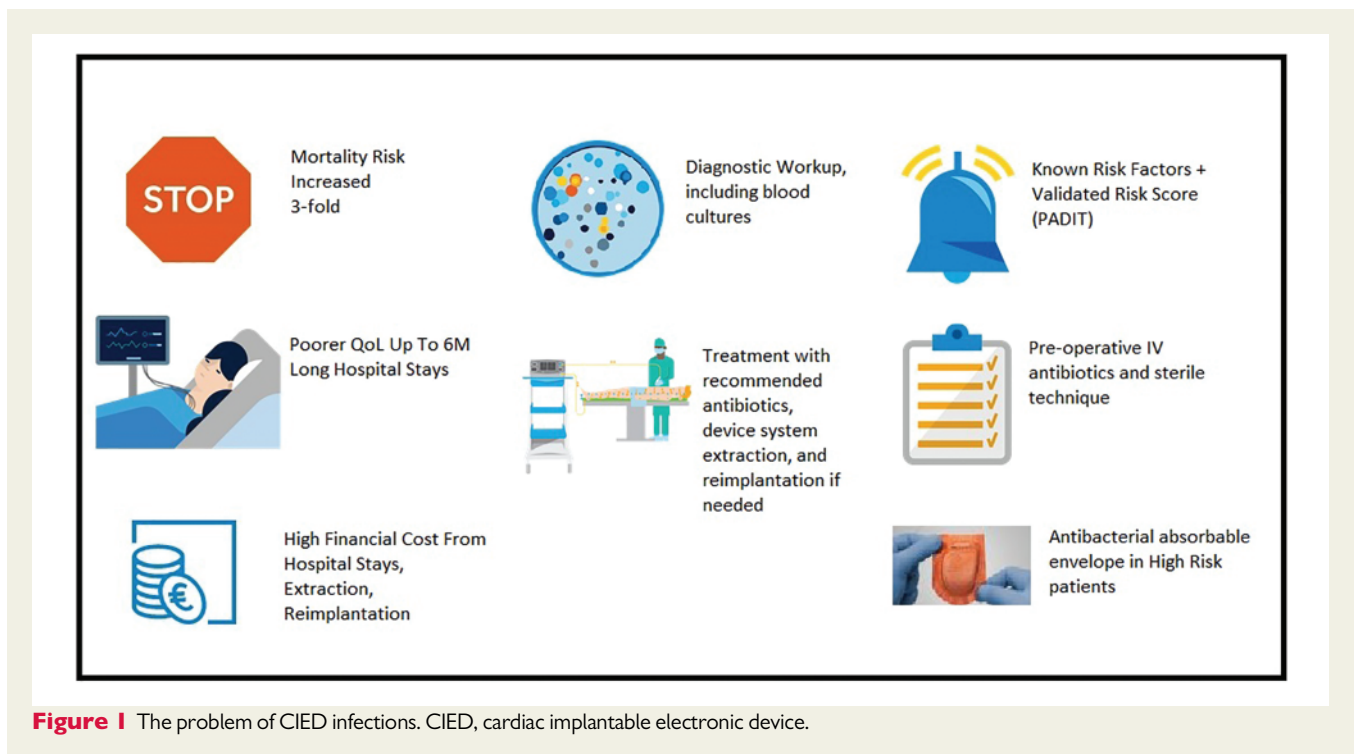 STOP
Mortality Risk
Increased
3-fold
Diagnostic Workup,
including blood
cultures
Known Risk Factors +
Validated Risk Score
(PADIT)
Poorer QoL Up To 6M
Long Hospital Stays
Treatment with
recommended
antibiotics,
device system
extraction, and
reimplantation if
needed
Pre-operative IV
antibiotics and sterile
technique
High Financial Cost From
Hospital Stays,
Extraction,
Reimplantation
€
Antibacterial absorbable
envelope in High Risk
patients
Figure 1 The problem of CIED infections. CIED, cardiac implantable electronic device.